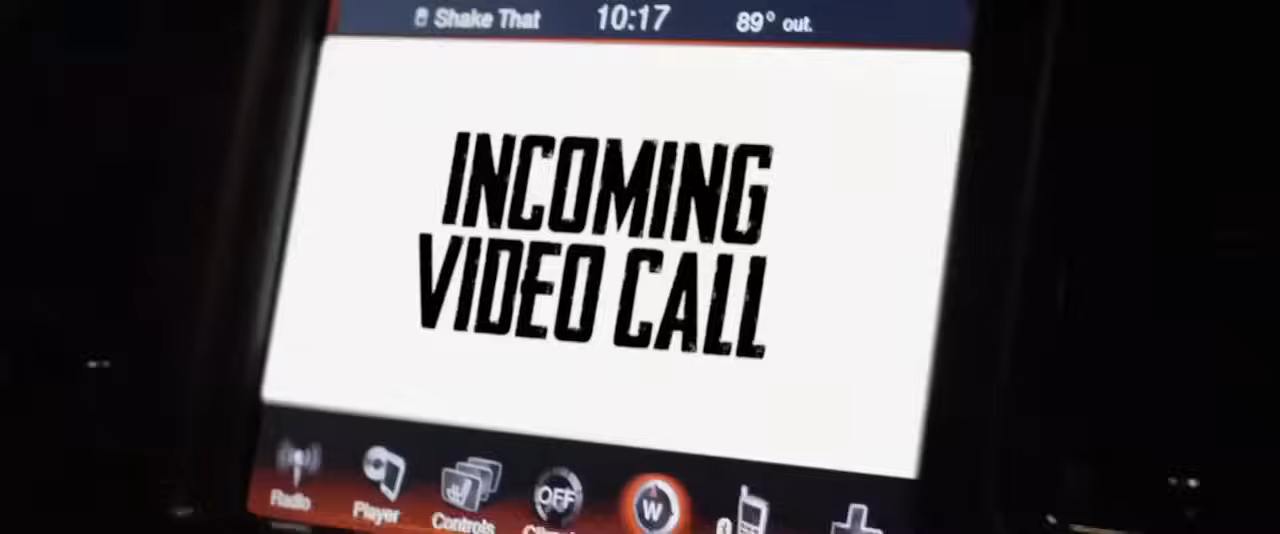 Shake That 10:17 89° out.
INCOMING
VIDEO CALL
Radio Player Controls OFF W